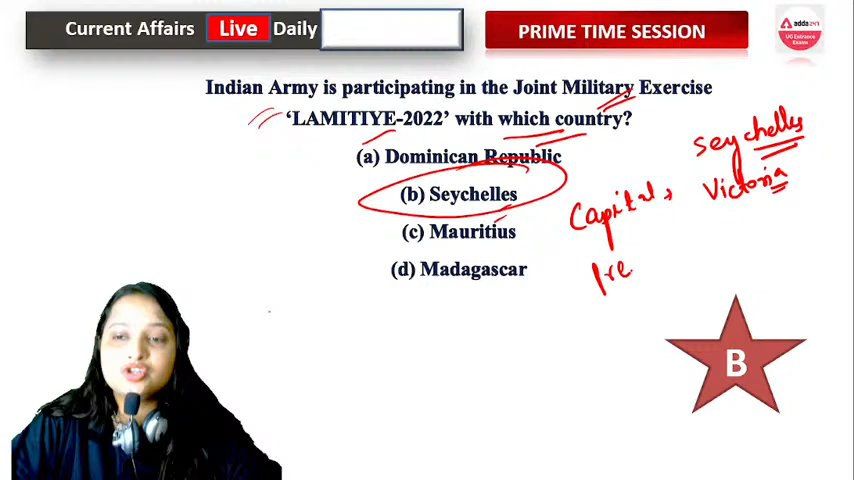 Current Affairs Live Daily
PRIME TIME SESSION
adda247
UG Entrance
Exams
Indian Army is participating in the Joint Military Exercise
‘LAMITIYE-2022’ with which country?
(a) Dominican Republic
(b) Seychelles
(c) Mauritius
(d) Madagascar
Seychelles
Capital, Victoria
pre
B